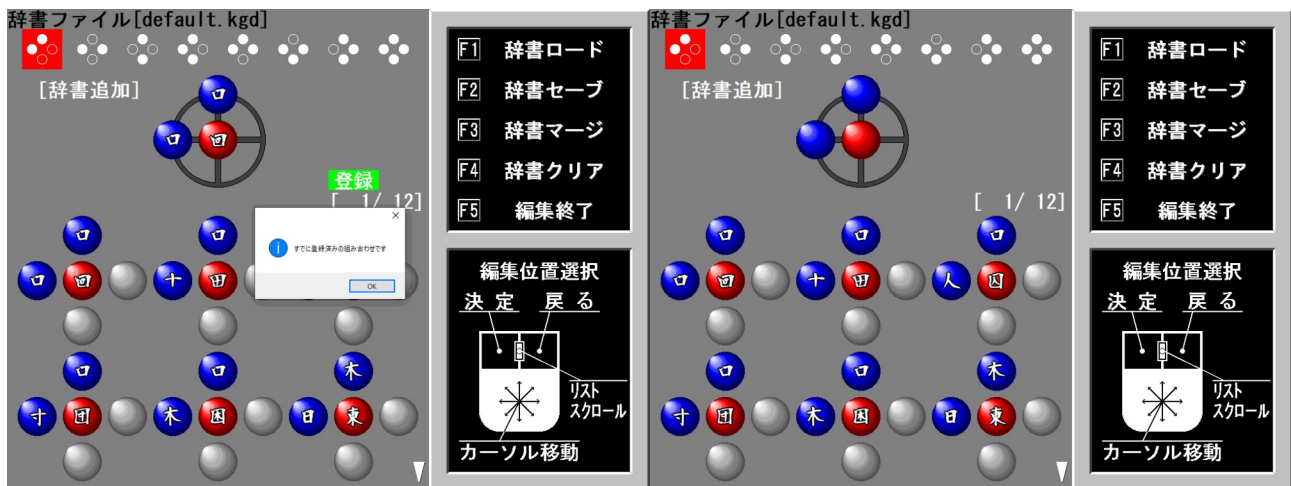 辞書ファイル[default.kgd]
[辞書追加]
口
口 回
登録
[ 1/ 12]
すでに登録済みの組み合わせです
OK
口 口
口 回 十 田
口 口 木
寸 団 木 困 日 東
F1 辞書ロード
F2 辞書セーブ
F3 辞書マージ
F4 辞書クリア
F5 編集終了
編集位置選択
決定 戻る
リスト
スクロール
カーソル移動
辞書ファイル[default.kgd]
[辞書追加]
[ 1/ 12]
口 口 口
口 回 十 田 人 囚
口 口 木
寸 団 木 困 日 東
F1 辞書ロード
F2 辞書セーブ
F3 辞書マージ
F4 辞書クリア
F5 編集終了
編集位置選択
決定 戻る
リスト
スクロール
カーソル移動